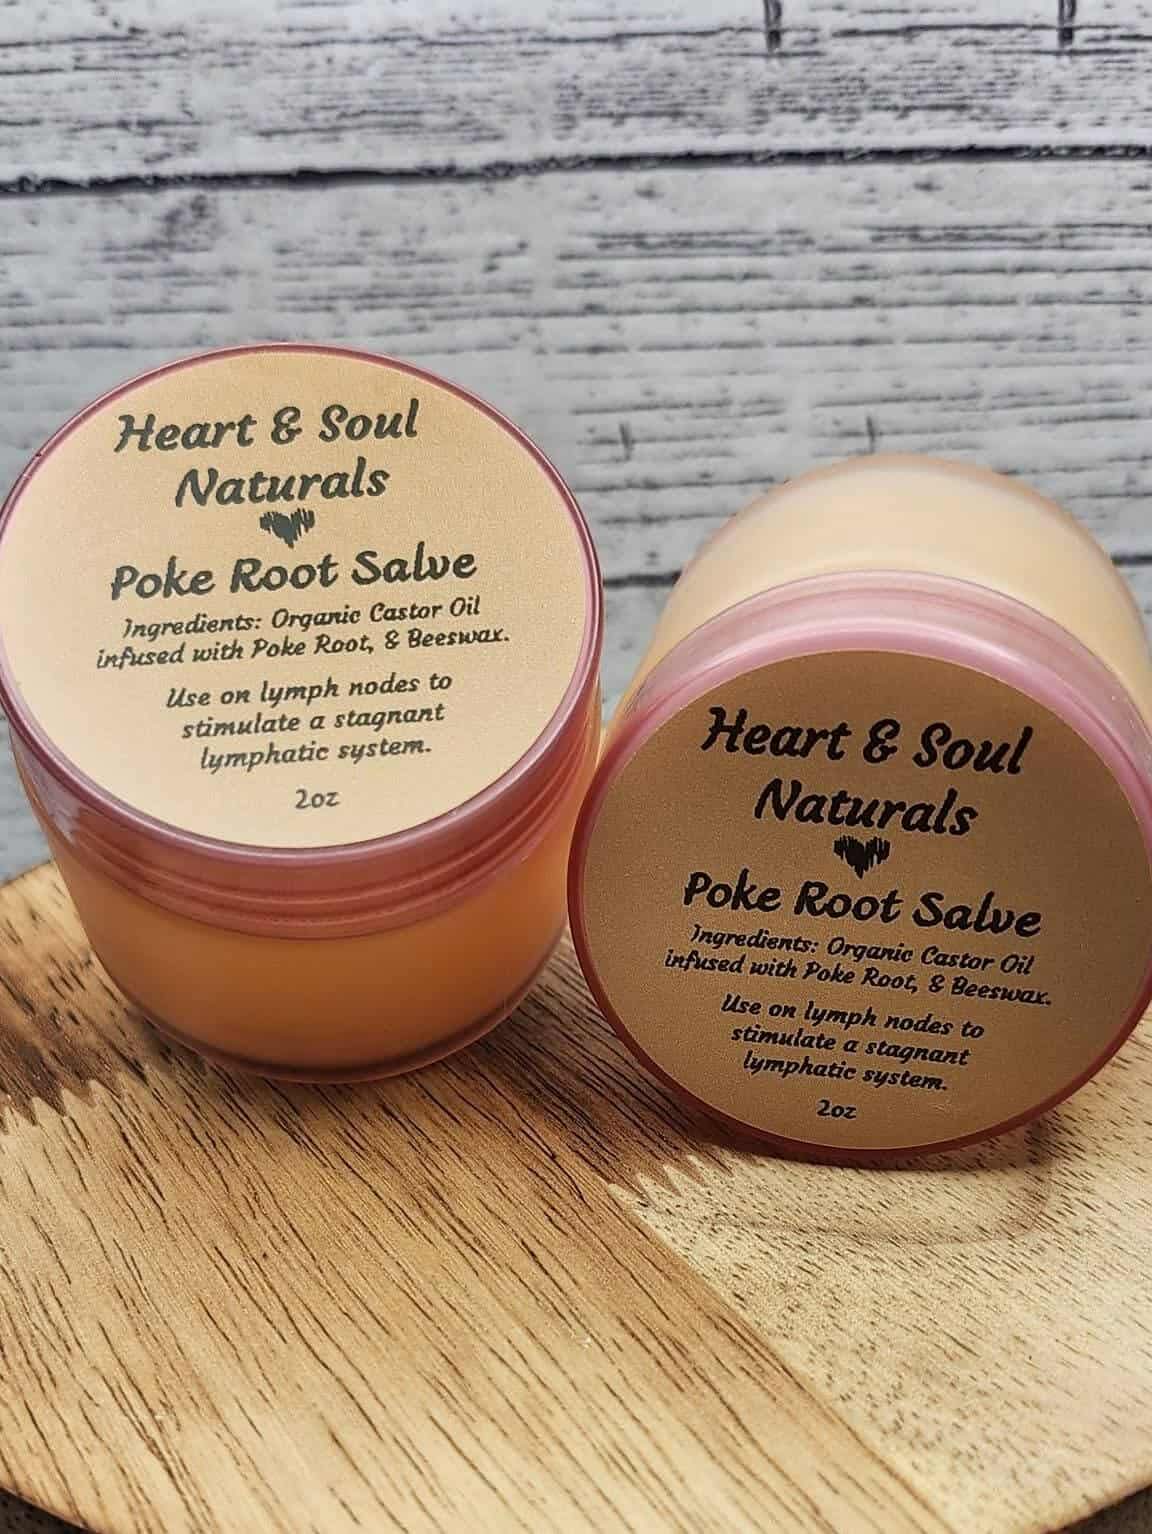 Heart & Soul
Naturals
Poke Root Salve
Ingredients: Organic Castor Oil
infused with Poke Root, & Beeswax.
Use on lymph nodes to
stimulate a stagnant
lymphatic system.
2oz
Heart & Soul
Naturals
Poke Root Salve
Ingredients: Organic Castor Oil
infused with Poke Root, & Beeswax.
Use on lymph nodes to
stimulate a stagnant
lymphatic system.
2oz